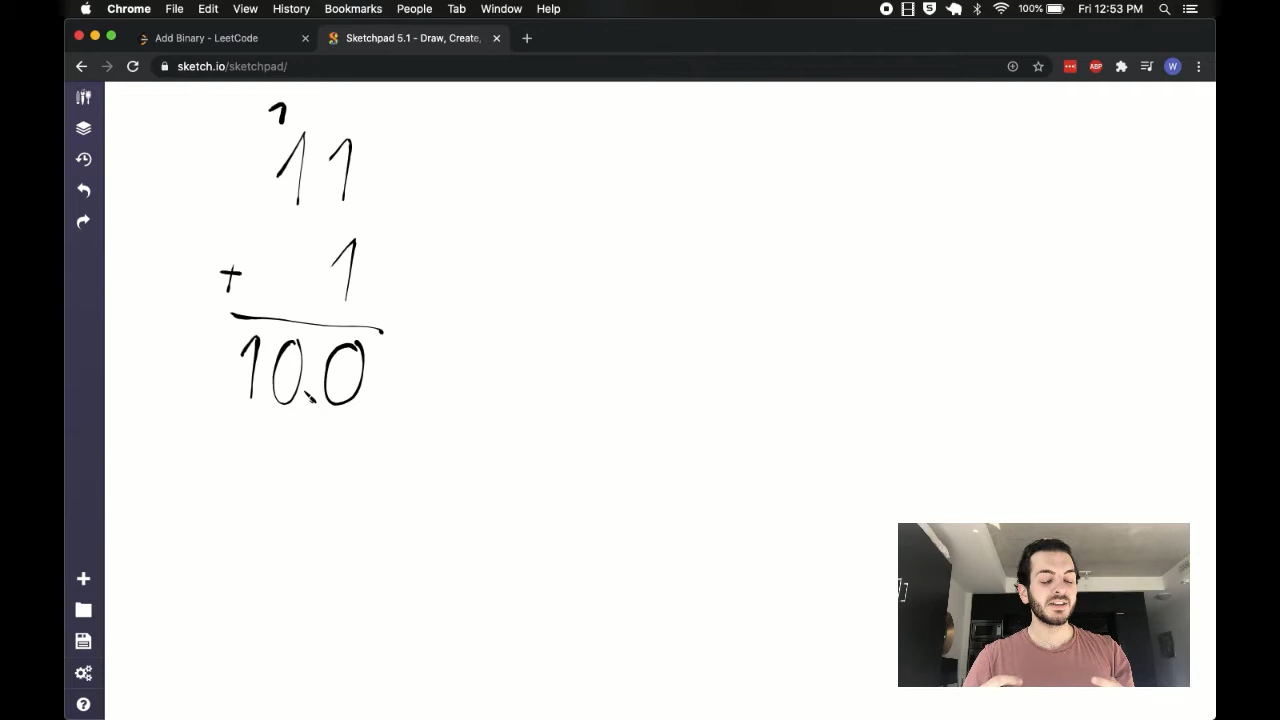 Chrome File Edit View History Bookmarks People Tab Window Help 100% Fri 12:53 PM
Add Binary - LeetCode Sketchpad 5.1 - Draw, Create,
sketch.io/sketchpad/ ABP W
1
11
+ 1
100